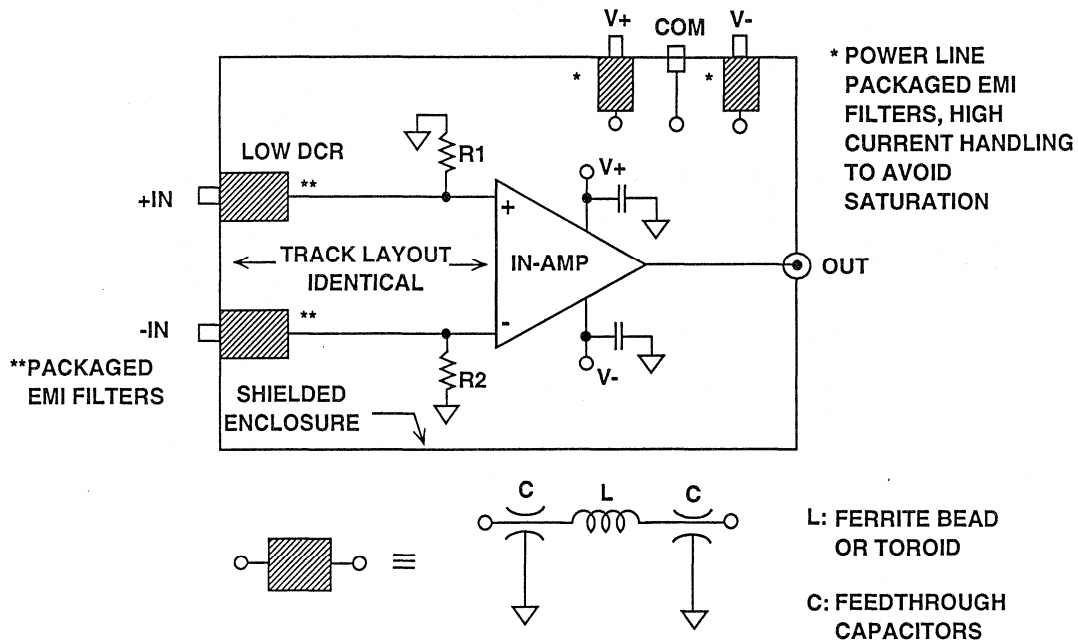 V+
COM
V-
*
*
* POWER LINE
PACKAGED EMI
FILTERS, HIGH
CURRENT HANDLING
TO AVOID
SATURATION
LOW DCR
R1
V+
+IN
**
+
TRACK LAYOUT
IDENTICAL
IN-AMP
OUT
-IN
**
-
**PACKAGED
EMI FILTERS
R2
V-
SHIELDED
ENCLOSURE
C
L
C
L: FERRITE BEAD
OR TOROID
≡
C: FEEDTHROUGH
CAPACITORS